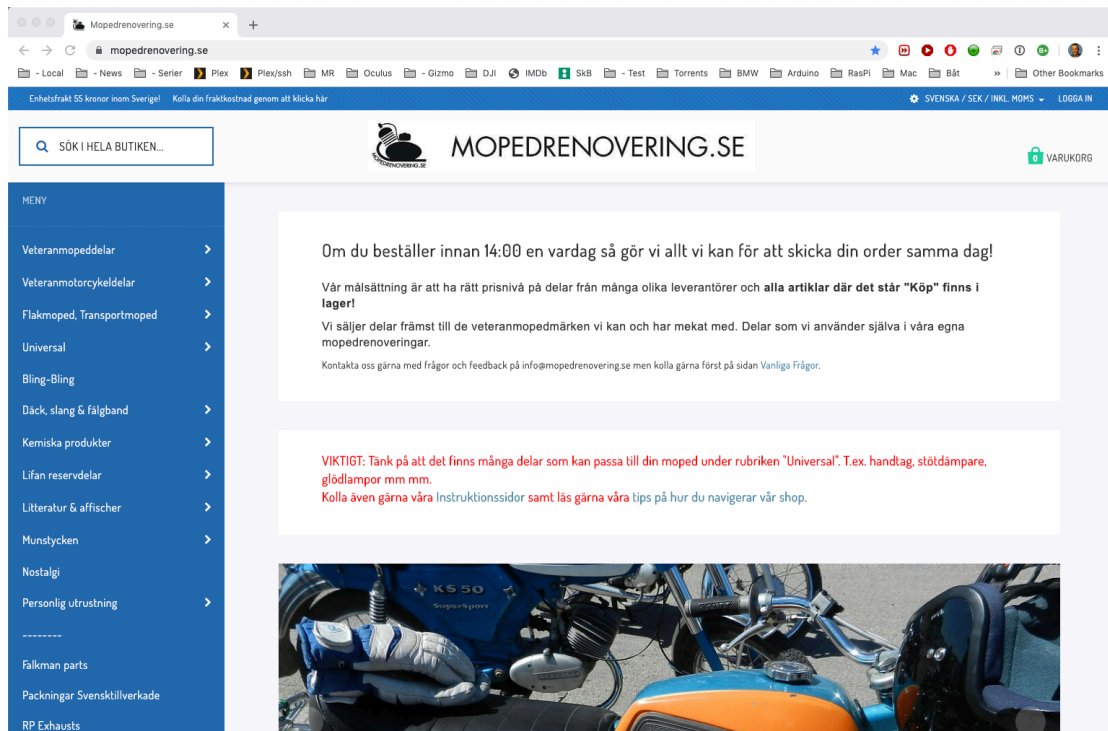 Mopedrenovering.se
mopedrenovering.se
- Local - News - Serier Plex Plex/ssh MR Oculus - Gizmo DJI IMDb SkB - Test Torrents BMW Arduino RasPi Mac Båt » Other Bookmarks
Enhetsfrakt 55 kronor inom Sverige! Kolla din fraktkostnad genom att klicka här
SVENSKA / SEK / INKL. MOMS LOGGA IN
SÖK I HELA BUTIKEN...
MOPEDRENOVERING.SE
MOPEDRENOVERING.SE
0 VARUKORG
MENY
Veteranmopeddelar
Veteranmotorcykeldelar
Flakmoped, Transportmoped
Universal
Bling-Bling
Däck, slang & fälgband
Kemiska produkter
Lifan reservdelar
Litteratur & affischer
Munstycken
Nostalgi
Personlig utrustning
--------
Falkman parts
Packningar Svensktillverkade
RP Exhausts
Om du beställer innan 14:00 en vardag så gör vi allt vi kan för att skicka din order samma dag!
Vår målsättning är att ha rätt prisnivå på delar från många olika leverantörer och alla artiklar där det står "Köp" finns i
lager!
Vi säljer delar främst till de veteranmopedmärken vi kan och har mekat med. Delar som vi använder själva i våra egna
mopedrenoveringar.
Kontakta oss gärna med frågor och feedback på info@mopedrenovering.se men kolla gärna först på sidan Vanliga Frågor.
VIKTIGT: Tänk på att det finns många delar som kan passa till din moped under rubriken "Universal". T.ex. handtag, stötdämpare,
glödlampor mm mm.
Kolla även gärna våra Instruktionssidor samt läs gärna våra tips på hur du navigerar vår shop.
KS 50
SuperSport